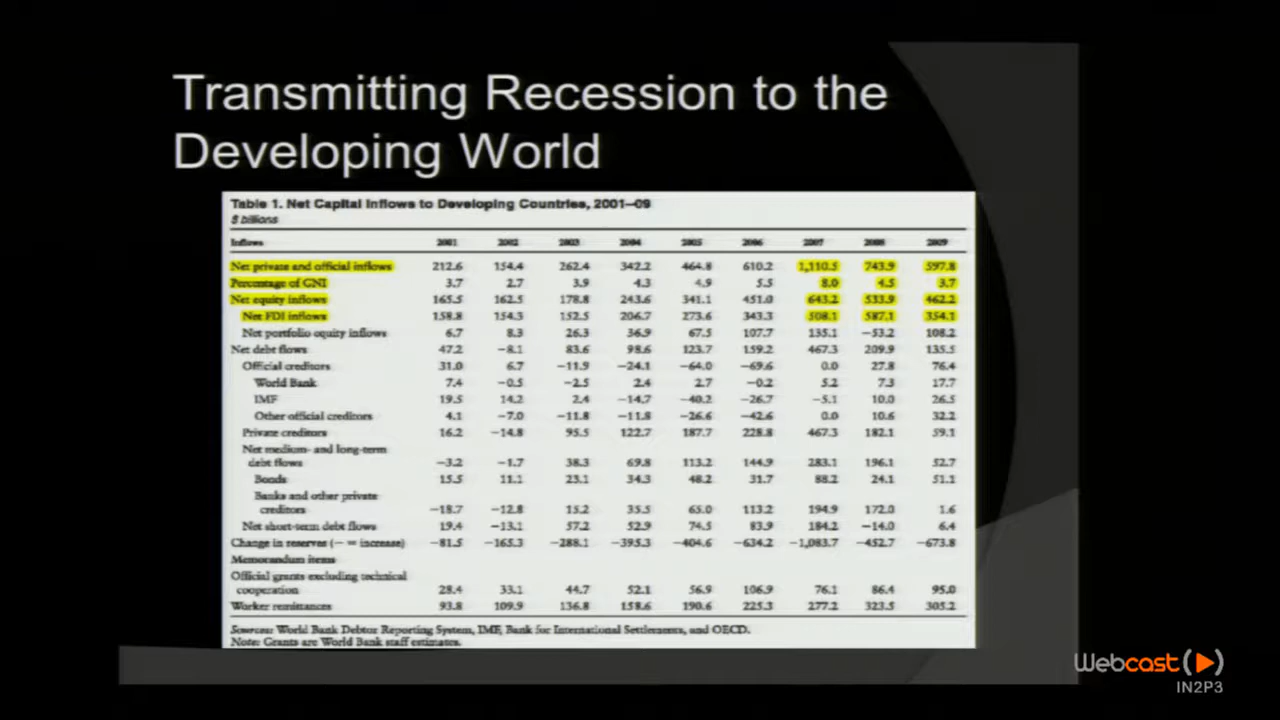 Transmitting Recession to the
Developing World
Table 1. Net Capital Inflows to Developing Countries, 2001–09
$ billions
Inflows 2001 2002 2003 2004 2005 2006 2007 2008 2009
Net private and official inflows 212.6 154.4 262.4 342.2 464.8 610.2 1,110.5 743.9 597.8
Percentage of GNI 3.7 2.7 3.9 4.3 4.9 5.5 8.0 4.5 3.7
Net equity inflows 165.5 162.5 178.8 243.6 341.1 451.0 643.2 533.9 462.2
Net FDI inflows 158.8 154.3 152.5 206.7 273.6 343.3 508.1 587.1 354.1
Net portfolio equity inflows 6.7 8.3 26.3 36.9 67.5 107.7 135.1 −53.2 108.2
Net debt flows 47.2 −8.1 83.6 98.6 123.7 159.2 467.3 209.9 135.5
Official creditors 31.0 6.7 −11.9 −24.1 −64.0 −69.6 0.0 27.8 76.4
World Bank 7.4 −0.5 −2.5 2.4 2.7 −0.2 5.2 7.3 17.7
IMF 19.5 14.2 2.4 −14.7 −40.2 −26.7 −5.1 10.0 26.5
Other official creditors 4.1 −7.0 −11.8 −11.8 −26.6 −42.6 0.0 10.6 32.2
Private creditors 16.2 −14.8 95.5 122.7 187.7 228.8 467.3 182.1 59.1
Net medium- and long-term
debt flows −3.2 −1.7 38.3 69.8 113.2 144.9 283.1 196.1 52.7
Bonds 15.5 11.1 23.1 34.3 48.2 31.7 88.2 24.1 51.1
Banks and other private
creditors −18.7 −12.8 15.2 35.5 65.0 113.2 194.9 172.0 1.6
Net short-term debt flows 19.4 −13.1 57.2 52.9 74.5 83.9 184.2 −14.0 6.4
Change in reserves (− = increase) −81.5 −165.3 −288.1 −395.3 −404.6 −634.2 −1,083.7 −452.7 −673.8
Memorandum items
Official grants excluding technical
cooperation 28.4 33.1 44.7 52.1 56.9 106.9 76.1 86.4 95.0
Worker remittances 93.8 109.9 136.8 158.6 190.6 225.3 277.2 323.5 305.2
Sources: World Bank Debtor Reporting System, IMF, Bank for International Settlements, and OECD.
Note: Grants are World Bank staff estimates.
Webcast
IN2P3